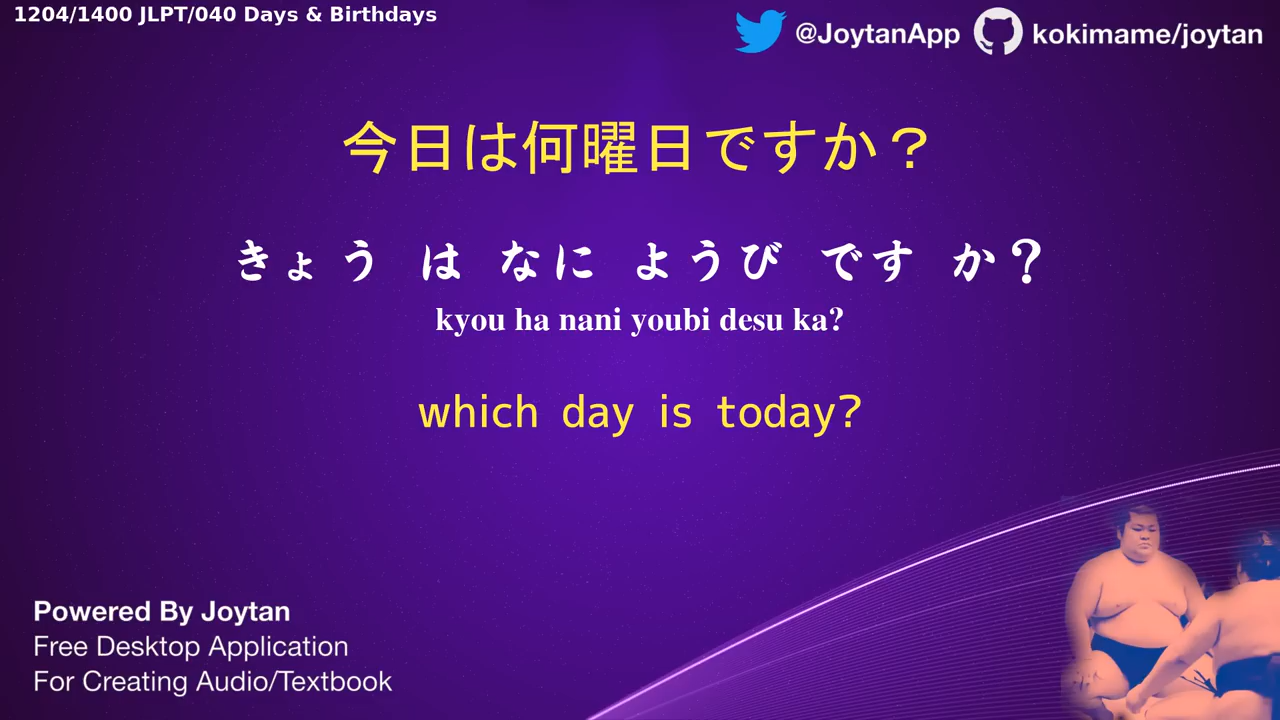 1204/1400 JLPT/040 Days & Birthdays
@JoytanApp kokimame/joytan
今日は何曜日ですか？
きょう は なに ようび です か？
kyou ha nani youbi desu ka?
which day is today?
Powered By Joytan
Free Desktop Application
For Creating Audio/Textbook